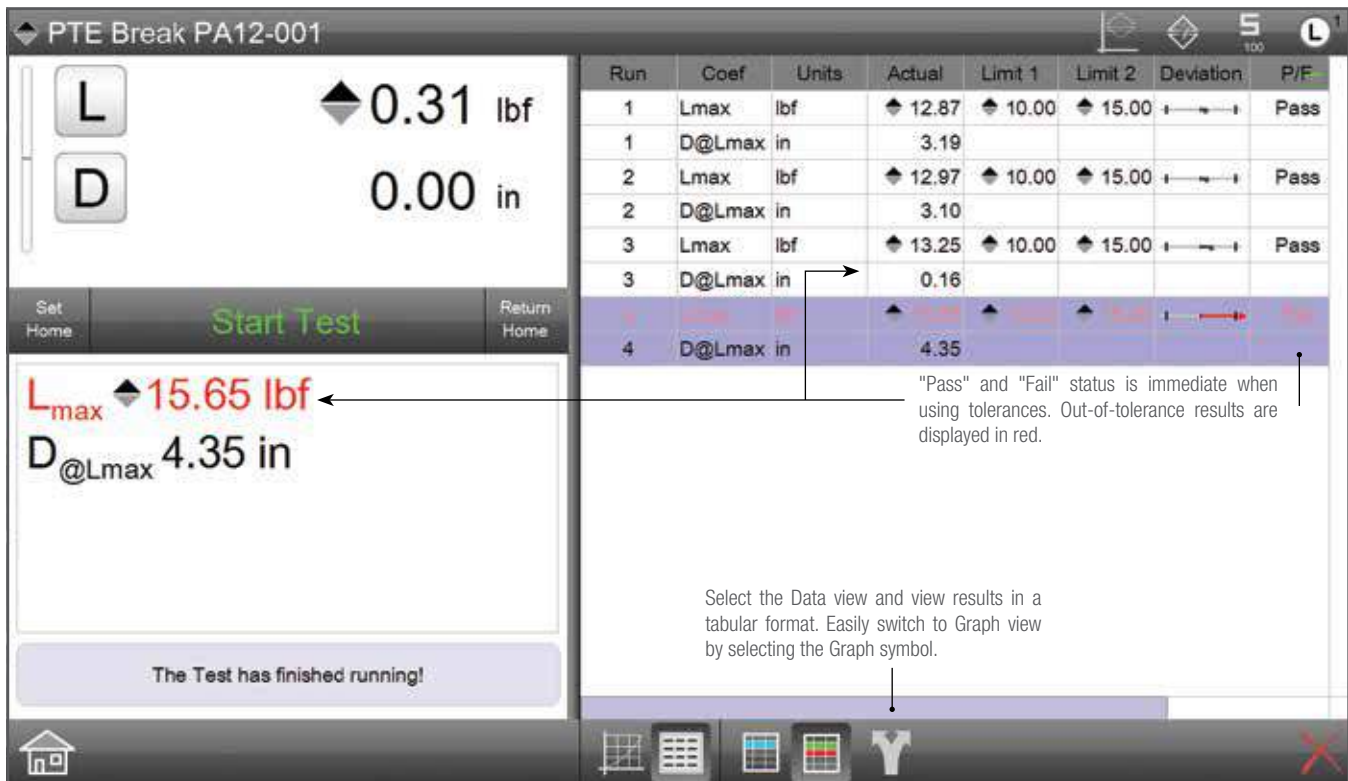 PTE Break PA12-001
S
100
L
1
L 0.31 lbf
D 0.00 in
Set Home
Start Test
Return Home
Lmax 15.65 lbf
D@Lmax 4.35 in
The Test has finished running!
Run Coef Units Actual Limit 1 Limit 2 Deviation P/F
1 Lmax lbf 12.87 10.00 15.00 Pass
1 D@Lmax in 3.19
2 Lmax lbf 12.97 10.00 15.00 Pass
2 D@Lmax in 3.10
3 Lmax lbf 13.25 10.00 15.00 Pass
3 D@Lmax in 0.16
4 D@Lmax in 4.35
"Pass" and "Fail" status is immediate when
using tolerances. Out-of-tolerance results are
displayed in red.
Select the Data view and view results in a
tabular format. Easily switch to Graph view
by selecting the Graph symbol.